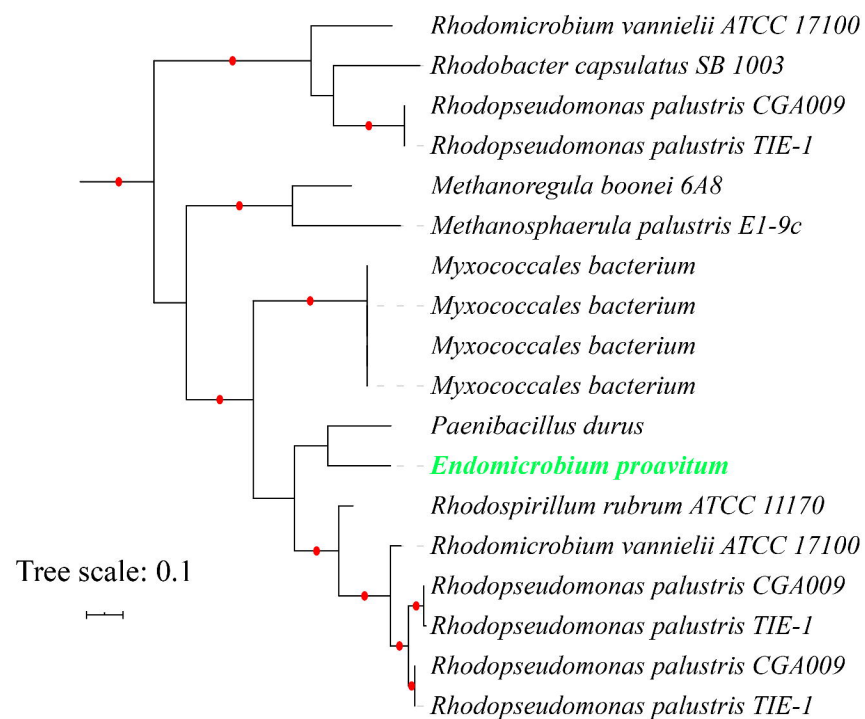 Rhodomicrobium vannielii ATCC 17100
Rhodobacter capsulatus SB 1003
Rhodopseudomonas palustris CGA009
Rhodopseudomonas palustris TIE-1
Methanoregula boonei 6A8
Methanosphaerula palustris E1-9c
Myxococcales bacterium
Myxococcales bacterium
Myxococcales bacterium
Myxococcales bacterium
Paenibacillus durus
Endomicrobium proavitum
Rhodospirillum rubrum ATCC 11170
Rhodomicrobium vannielii ATCC 17100
Tree scale: 0.1
Rhodopseudomonas palustris CGA009
Rhodopseudomonas palustris TIE-1
Rhodopseudomonas palustris CGA009
Rhodopseudomonas palustris TIE-1